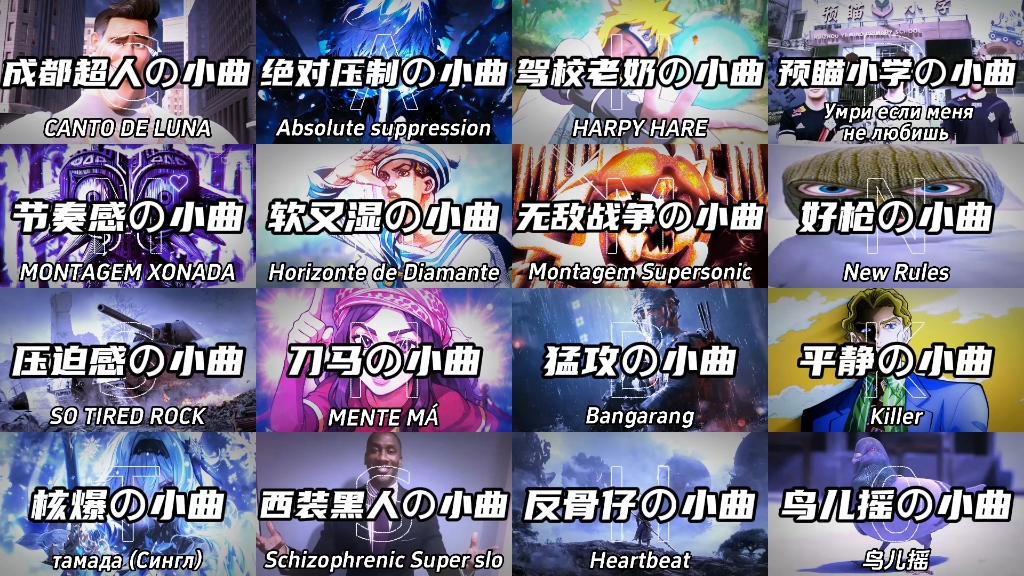 成都超人の小曲
CANTO DE LUNA
绝对压制の小曲
Absolute suppression
驾校老奶の小曲
HARPY HARE
预瞄小学の小曲
Умри если меня
не любишь
节奏感の小曲
MONTAGEM XONADA
软又湿の小曲
Horizonte de Diamante
无敌战争の小曲
Montagem Supersonic
好枪の小曲
New Rules
压迫感の小曲
SO TIRED ROCK
刀马の小曲
MENTE MÁ
猛攻の小曲
Bangarang
平静の小曲
Killer
核爆の小曲
тамада (Сингл)
西装黑人の小曲
Schizophrenic Super slo
反骨仔の小曲
Heartbeat
鸟儿摇の小曲
鸟儿摇